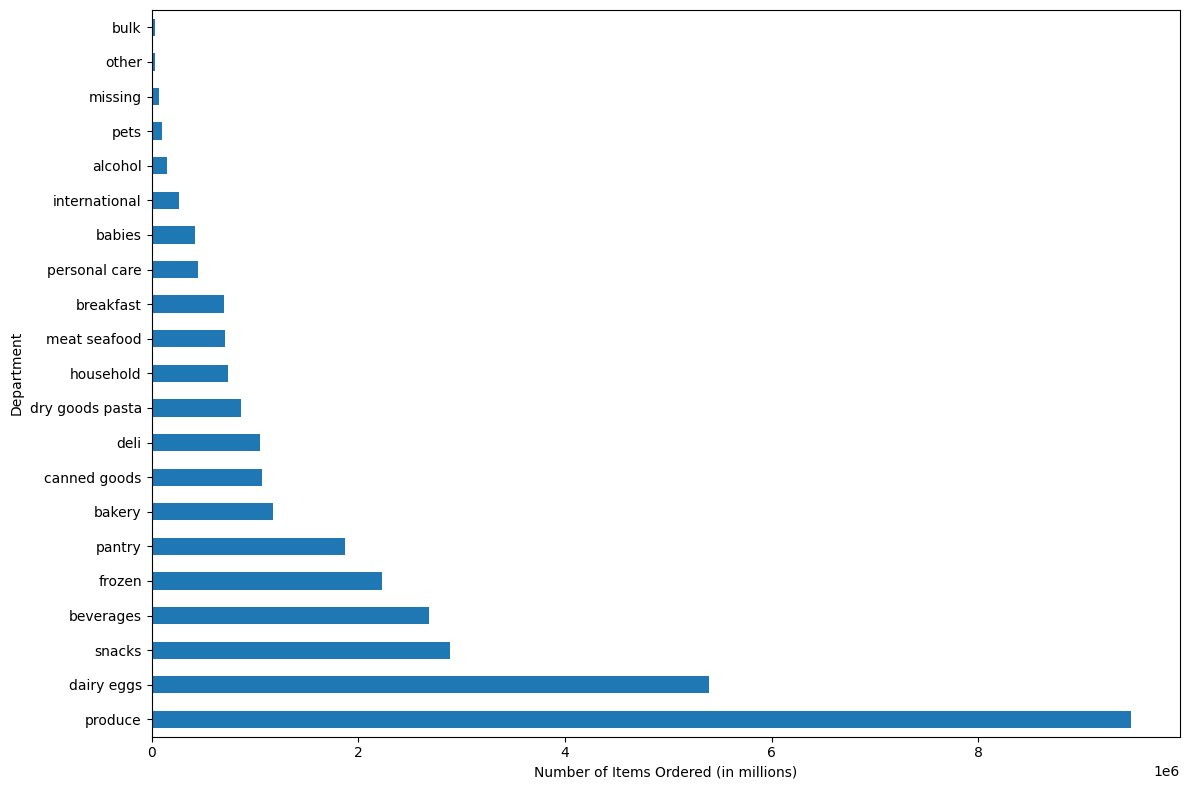 bulk
other
missing
pets
alcohol
international
babies
personal care
breakfast
meat seafood
household
dry goods pasta
deli
canned goods
bakery
pantry
frozen
beverages
snacks
dairy eggs
produce
Department
0 2 4 6 8
1e6
Number of Items Ordered (in millions)